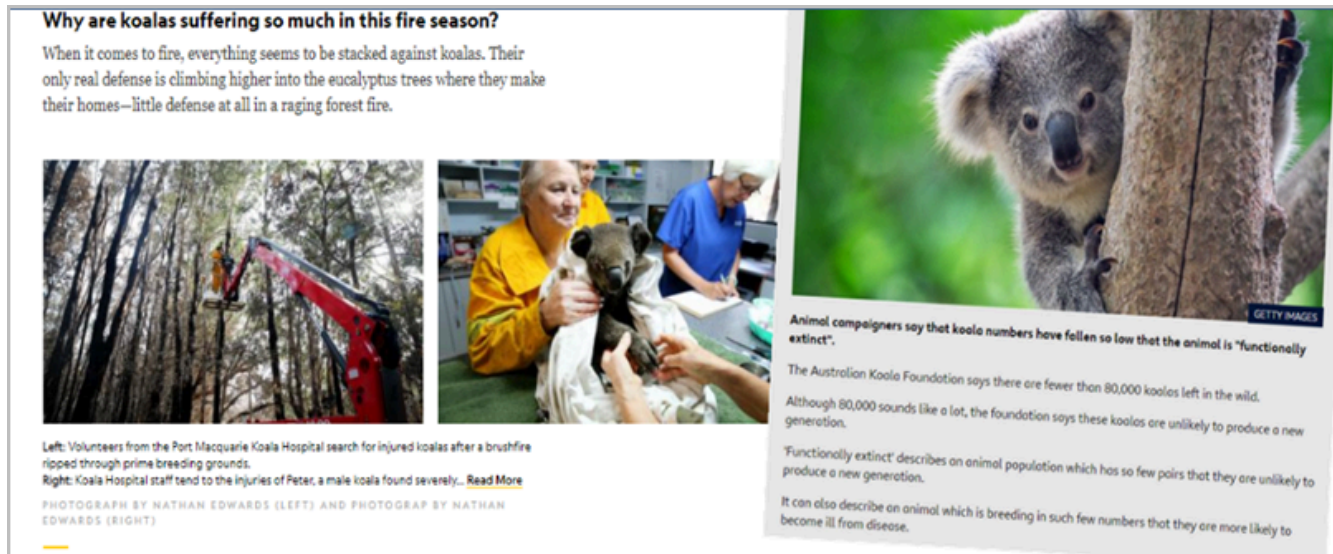 Why are koalas suffering so much in this fire season?
When it comes to fire, everything seems to be stacked against koalas. Their
only real defense is climbing higher into the eucalyptus trees where they make
their homes—little defense at all in a raging forest fire.
Left: Volunteers from the Port Macquarie Koala Hospital search for injured koalas after a brushfire
ripped through prime breeding grounds.
Right: Koala Hospital staff tend to the injuries of Peter, a male koala found severely... Read More
PHOTOGRAPH BY NATHAN EDWARDS (LEFT) AND PHOTOGRAP BY NATHAN
EDWARDS (RIGHT)
GETTY IMAGES
Animal campaigners say that koala numbers have fallen so low that the animal is "functionally
extinct".
The Australian Koala Foundation says there are fewer than 80,000 koalas left in the wild.
Although 80,000 sounds like a lot, the foundation says these koalas are unlikely to produce a new
generation.
'Functionally extinct' describes an animal population which has so few pairs that they are unlikely to
produce a new generation.
It can also describe an animal which is breeding in such few numbers that they are more likely to
become ill from disease.